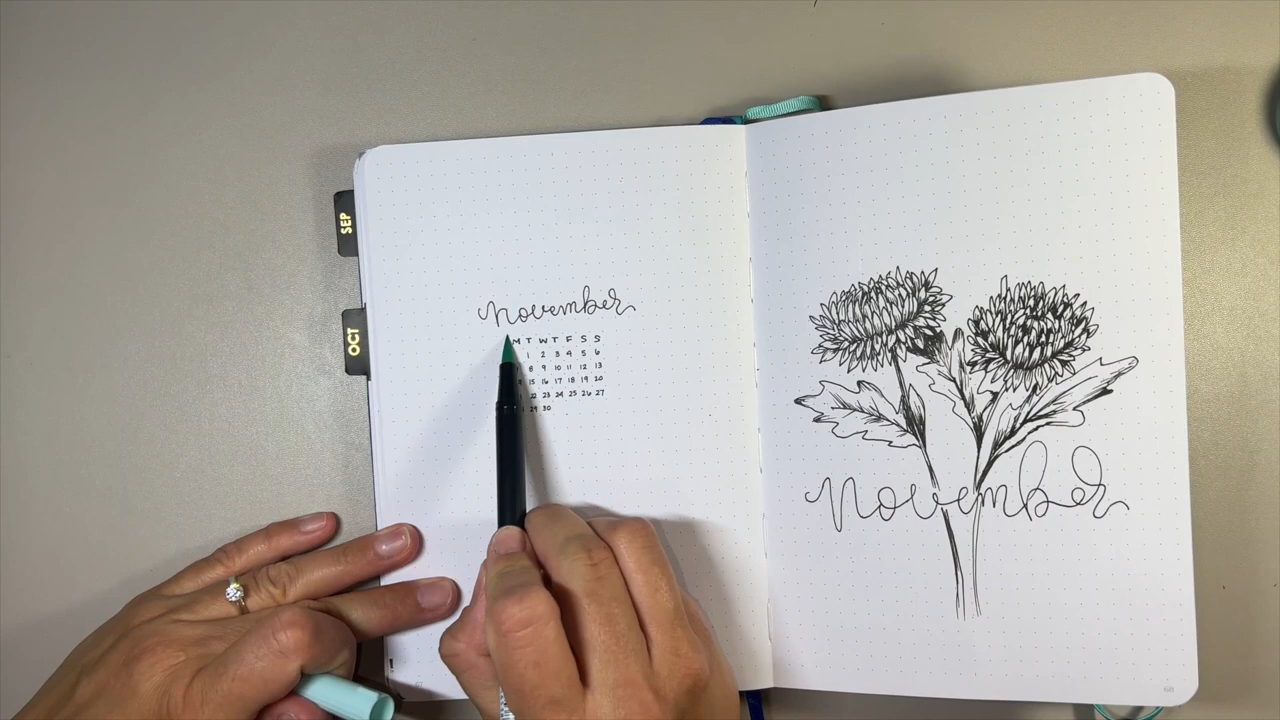 SEP
OCT
november
M T W T F S S
1 2 3 4 5 6
8 9 10 11 12 13
15 16 17 18 19 20
22 23 24 25 26 27
29 30
november
68